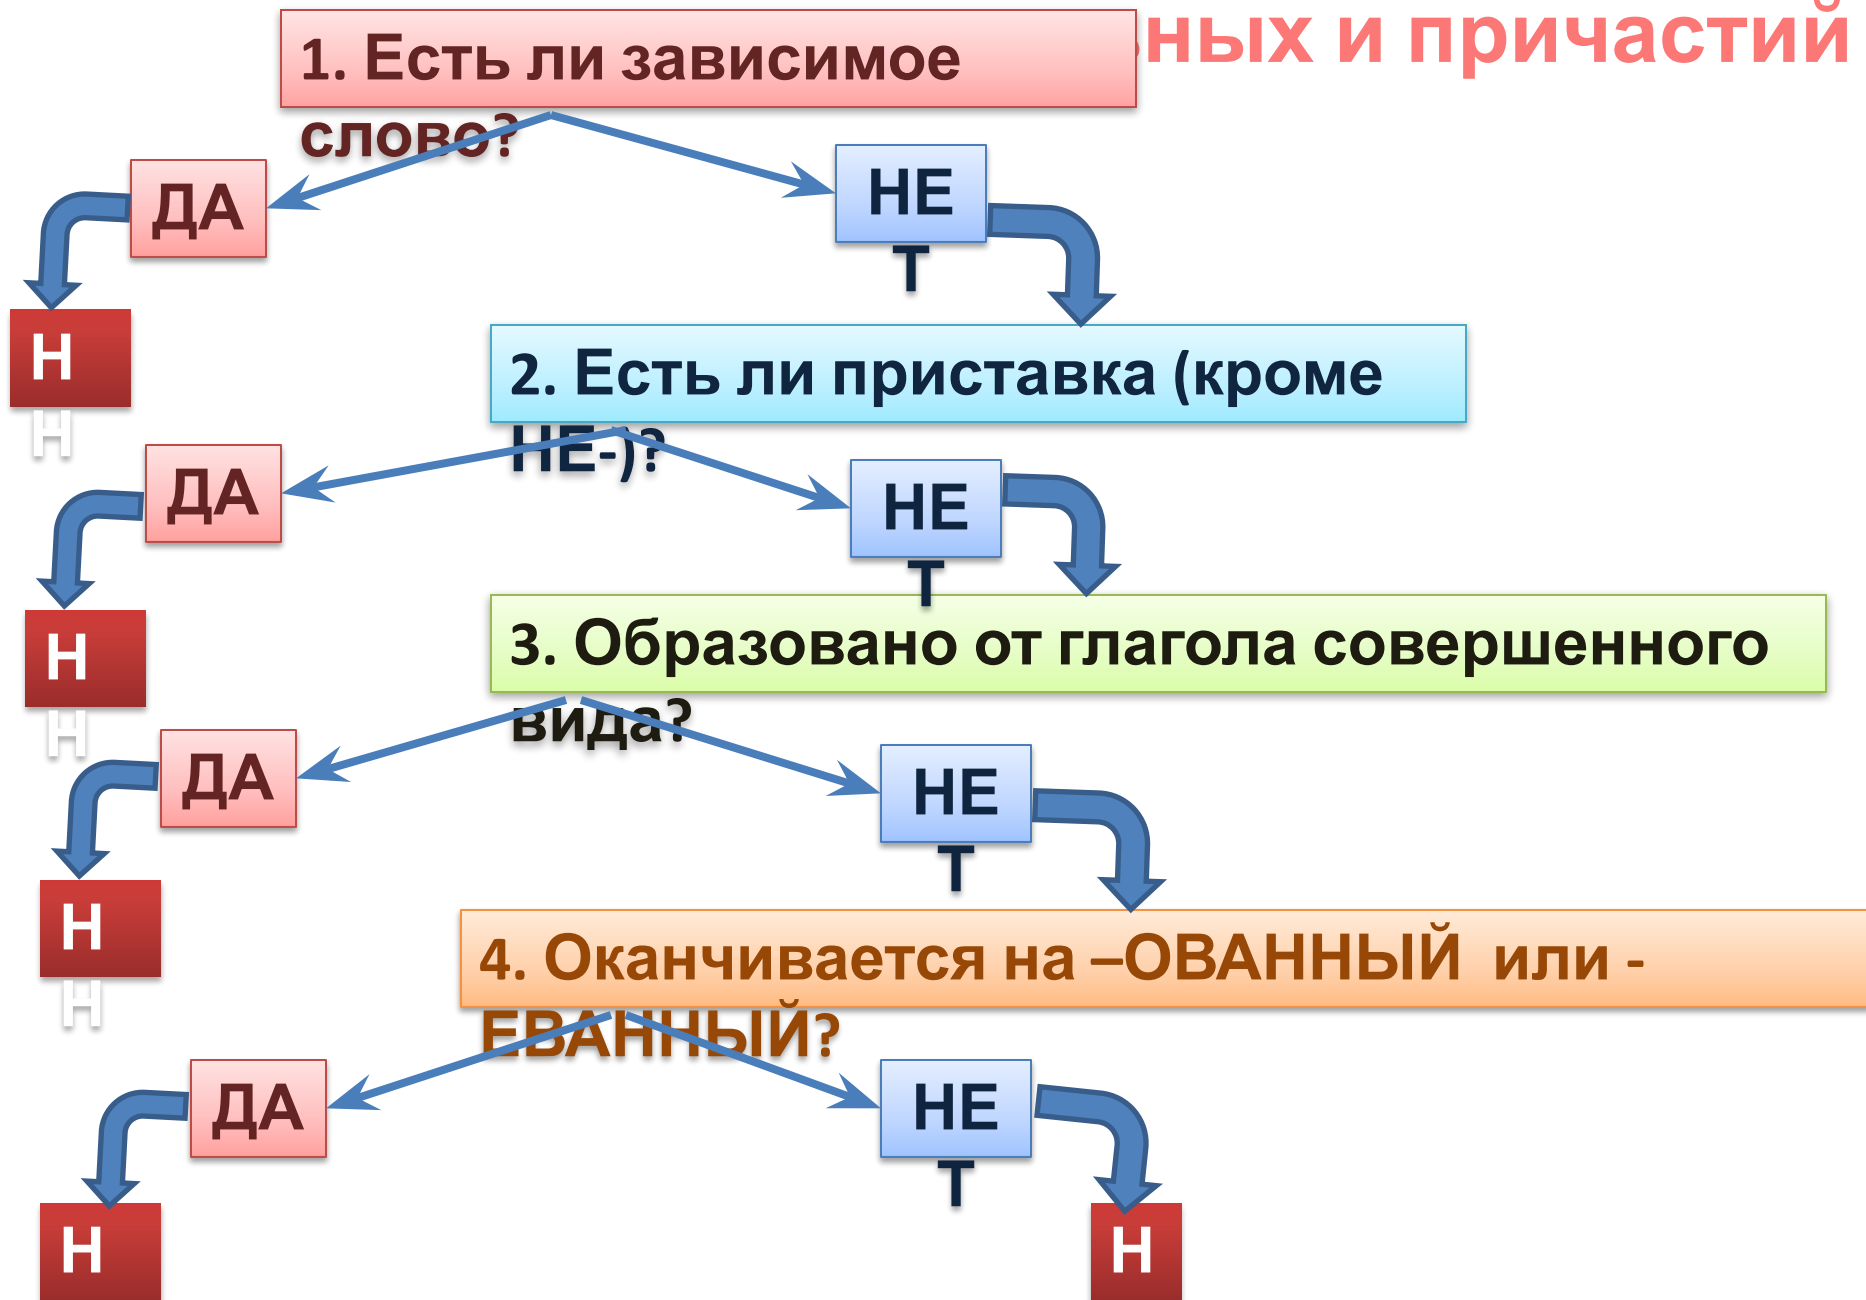 ных и причастий
1. Есть ли зависимое
слово?
ДА
НЕ
Т
Н
Н
2. Есть ли приставка (кроме
НЕ-)?
ДА
НЕ
Т
Н
Н
3. Образовано от глагола совершенного
вида?
ДА
НЕ
Т
Н
Н
4. Оканчивается на –ОВАННЫЙ или -
ЕВАННЫЙ?
ДА
НЕ
Т
Н
Н